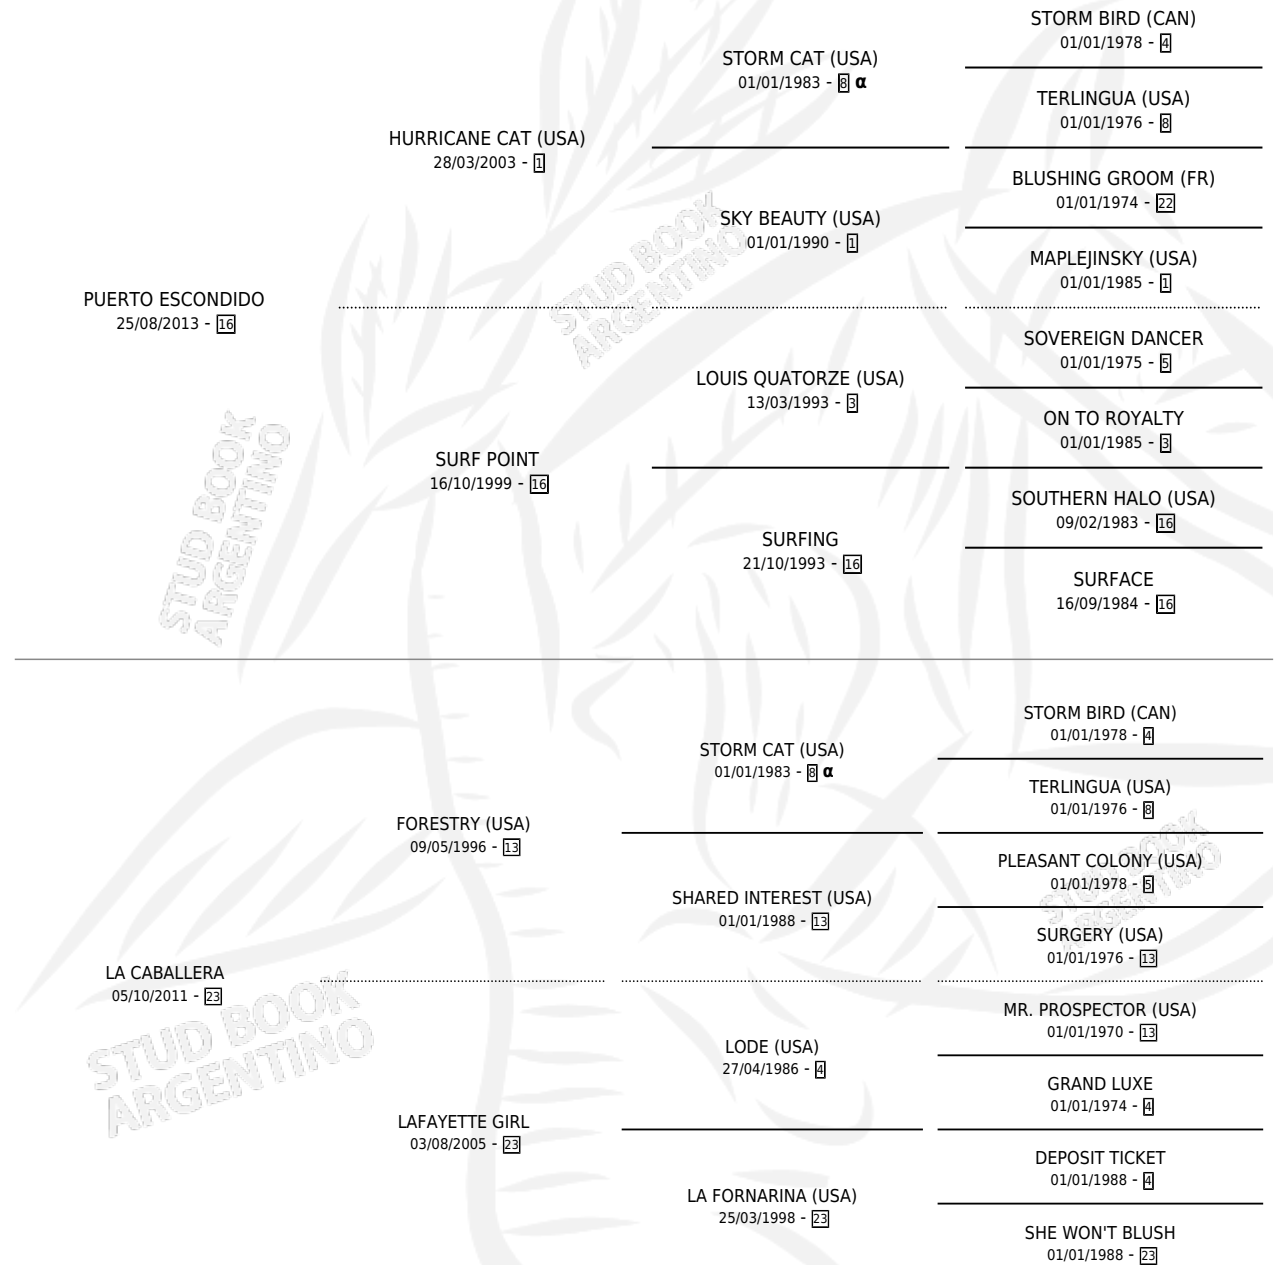 STORM BIRD (CAN)
01/01/1978 - 4
STORM CAT (USA)
01/01/1983 - 8 α
TERLINGUA (USA)
01/01/1976 - 8
HURRICANE CAT (USA)
28/03/2003 - 1
BLUSHING GROOM (FR)
01/01/1974 - 22
SKY BEAUTY (USA)
01/01/1990 - 1
MAPLEJINSKY (USA)
01/01/1985 - 1
PUERTO ESCONDIDO
25/08/2013 - 16
SOVEREIGN DANCER
01/01/1975 - 5
LOUIS QUATORZE (USA)
13/03/1993 - 3
ON TO ROYALTY
01/01/1985 - 3
SURF POINT
16/10/1999 - 16
SOUTHERN HALO (USA)
09/02/1983 - 16
SURFING
21/10/1993 - 16
SURFACE
16/09/1984 - 16
STUD BOOK
ARGENTINO
STUD BOOK
ARGENTINO
STORM BIRD (CAN)
01/01/1978 - 4
STORM CAT (USA)
01/01/1983 - 8 α
TERLINGUA (USA)
01/01/1976 - 8
FORESTRY (USA)
09/05/1996 - 13
PLEASANT COLONY (USA)
01/01/1978 - 5
SHARED INTEREST (USA)
01/01/1988 - 13
SURGERY (USA)
01/01/1976 - 13
LA CABALLERA
05/10/2011 - 23
MR. PROSPECTOR (USA)
01/01/1970 - 13
LODE (USA)
27/04/1986 - 4
GRAND LUXE
01/01/1974 - 4
LAFAYETTE GIRL
03/08/2005 - 23
DEPOSIT TICKET
01/01/1988 - 4
LA FORNARINA (USA)
25/03/1998 - 23
SHE WON'T BLUSH
01/01/1988 - 23
STUD BOOK
ARGENTINO
STUD BOOK
ARGENTINO